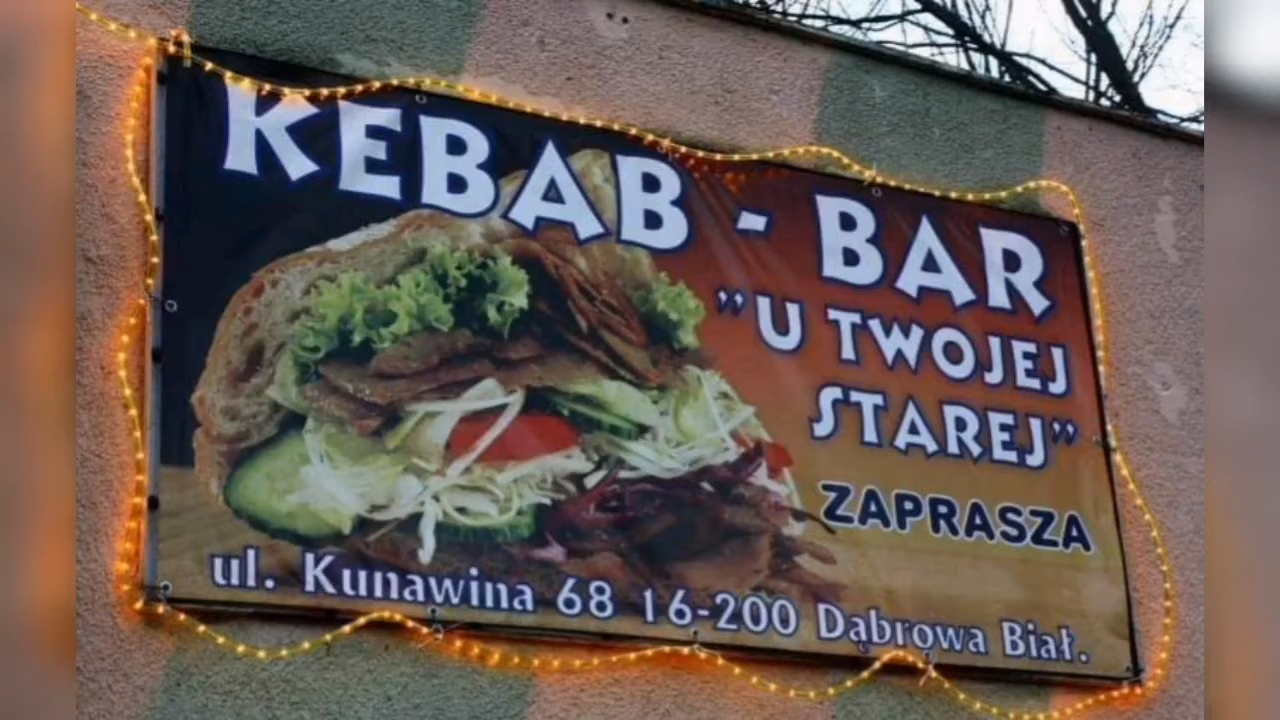 KEBAB - BAR
”U TWOJEJ
STAREJ”
ZAPRASZA
ul. Kunawina 68 16-200 Dąbrowa Biał.